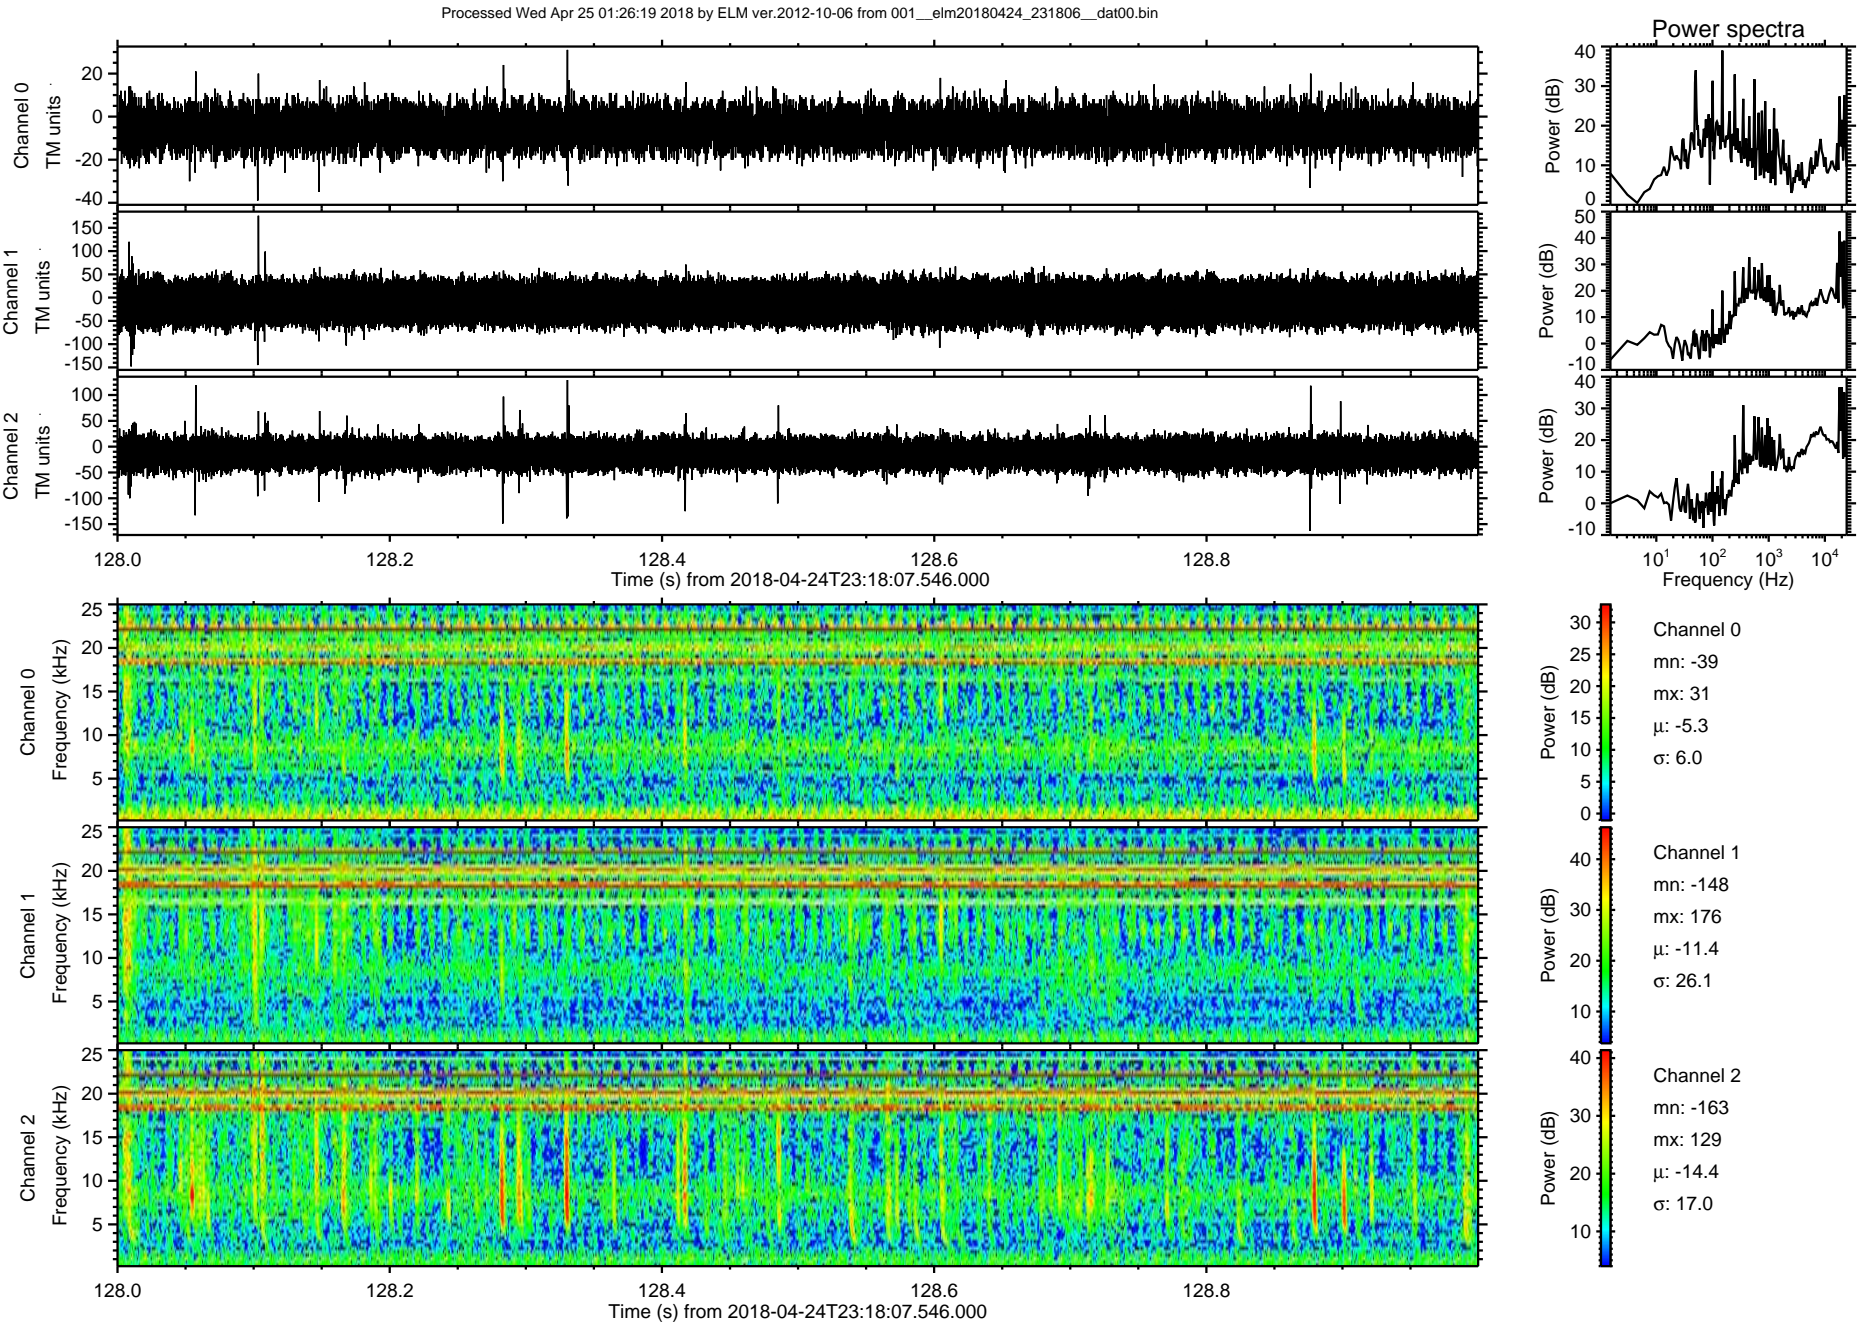 Processed Wed Apr 25 01:26:19 2018 by ELM ver.2012-10-06 from 001__elm20180424_231806__dat00.bin
Power spectra
Channel 0
TM units
20
0
-20
-40
Power (dB)
40
30
20
10
0
Channel 1
TM units
150
100
50
0
-50
-100
-150
Power (dB)
50
40
30
20
10
0
-10
Channel 2
TM units
100
50
0
-50
-100
-150
Power (dB)
40
30
20
10
0
-10
128.0 128.2 128.4 128.6 128.8
Time (s) from 2018-04-24T23:18:07.546.000
10¹ 10² 10³ 10⁴
Frequency (Hz)
Channel 0
Frequency (kHz)
25
20
15
10
5
Power (dB)
30
25
20
15
10
5
0
Channel 0
mn: -39
mx: 31
μ: -5.3
σ: 6.0
Channel 1
Frequency (kHz)
25
20
15
10
5
Power (dB)
40
30
20
10
Channel 1
mn: -148
mx: 176
μ: -11.4
σ: 26.1
Channel 2
Frequency (kHz)
25
20
15
10
5
Power (dB)
40
30
20
10
Channel 2
mn: -163
mx: 129
μ: -14.4
σ: 17.0
128.0 128.2 128.4 128.6 128.8
Time (s) from 2018-04-24T23:18:07.546.000